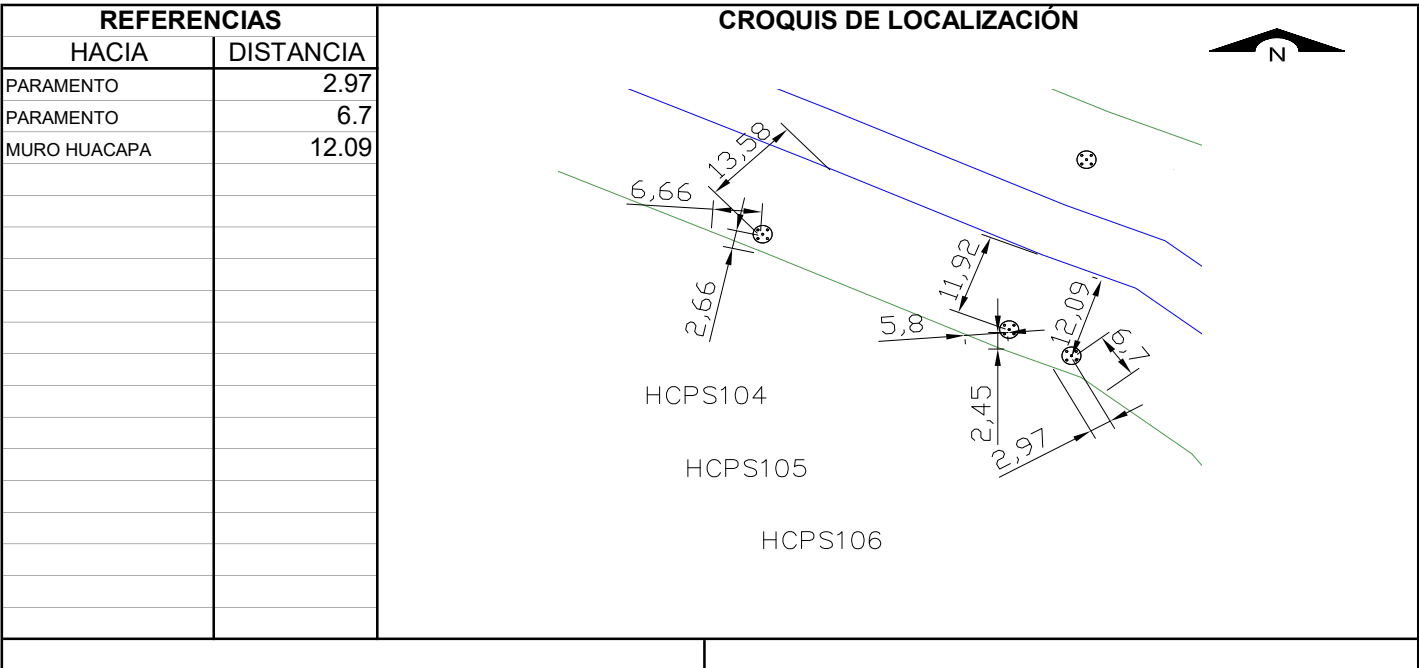 REFERENCIAS
CROQUIS DE LOCALIZACIÓN
HACIA DISTANCIA
N
PARAMENTO 2.97
PARAMENTO 6.7
MURO HUACAPA 12.09
13,58
6,66
2,66
11,92
5,8
12,09
6,7
2,45
2,97
HCPS104
HCPS105
HCPS106